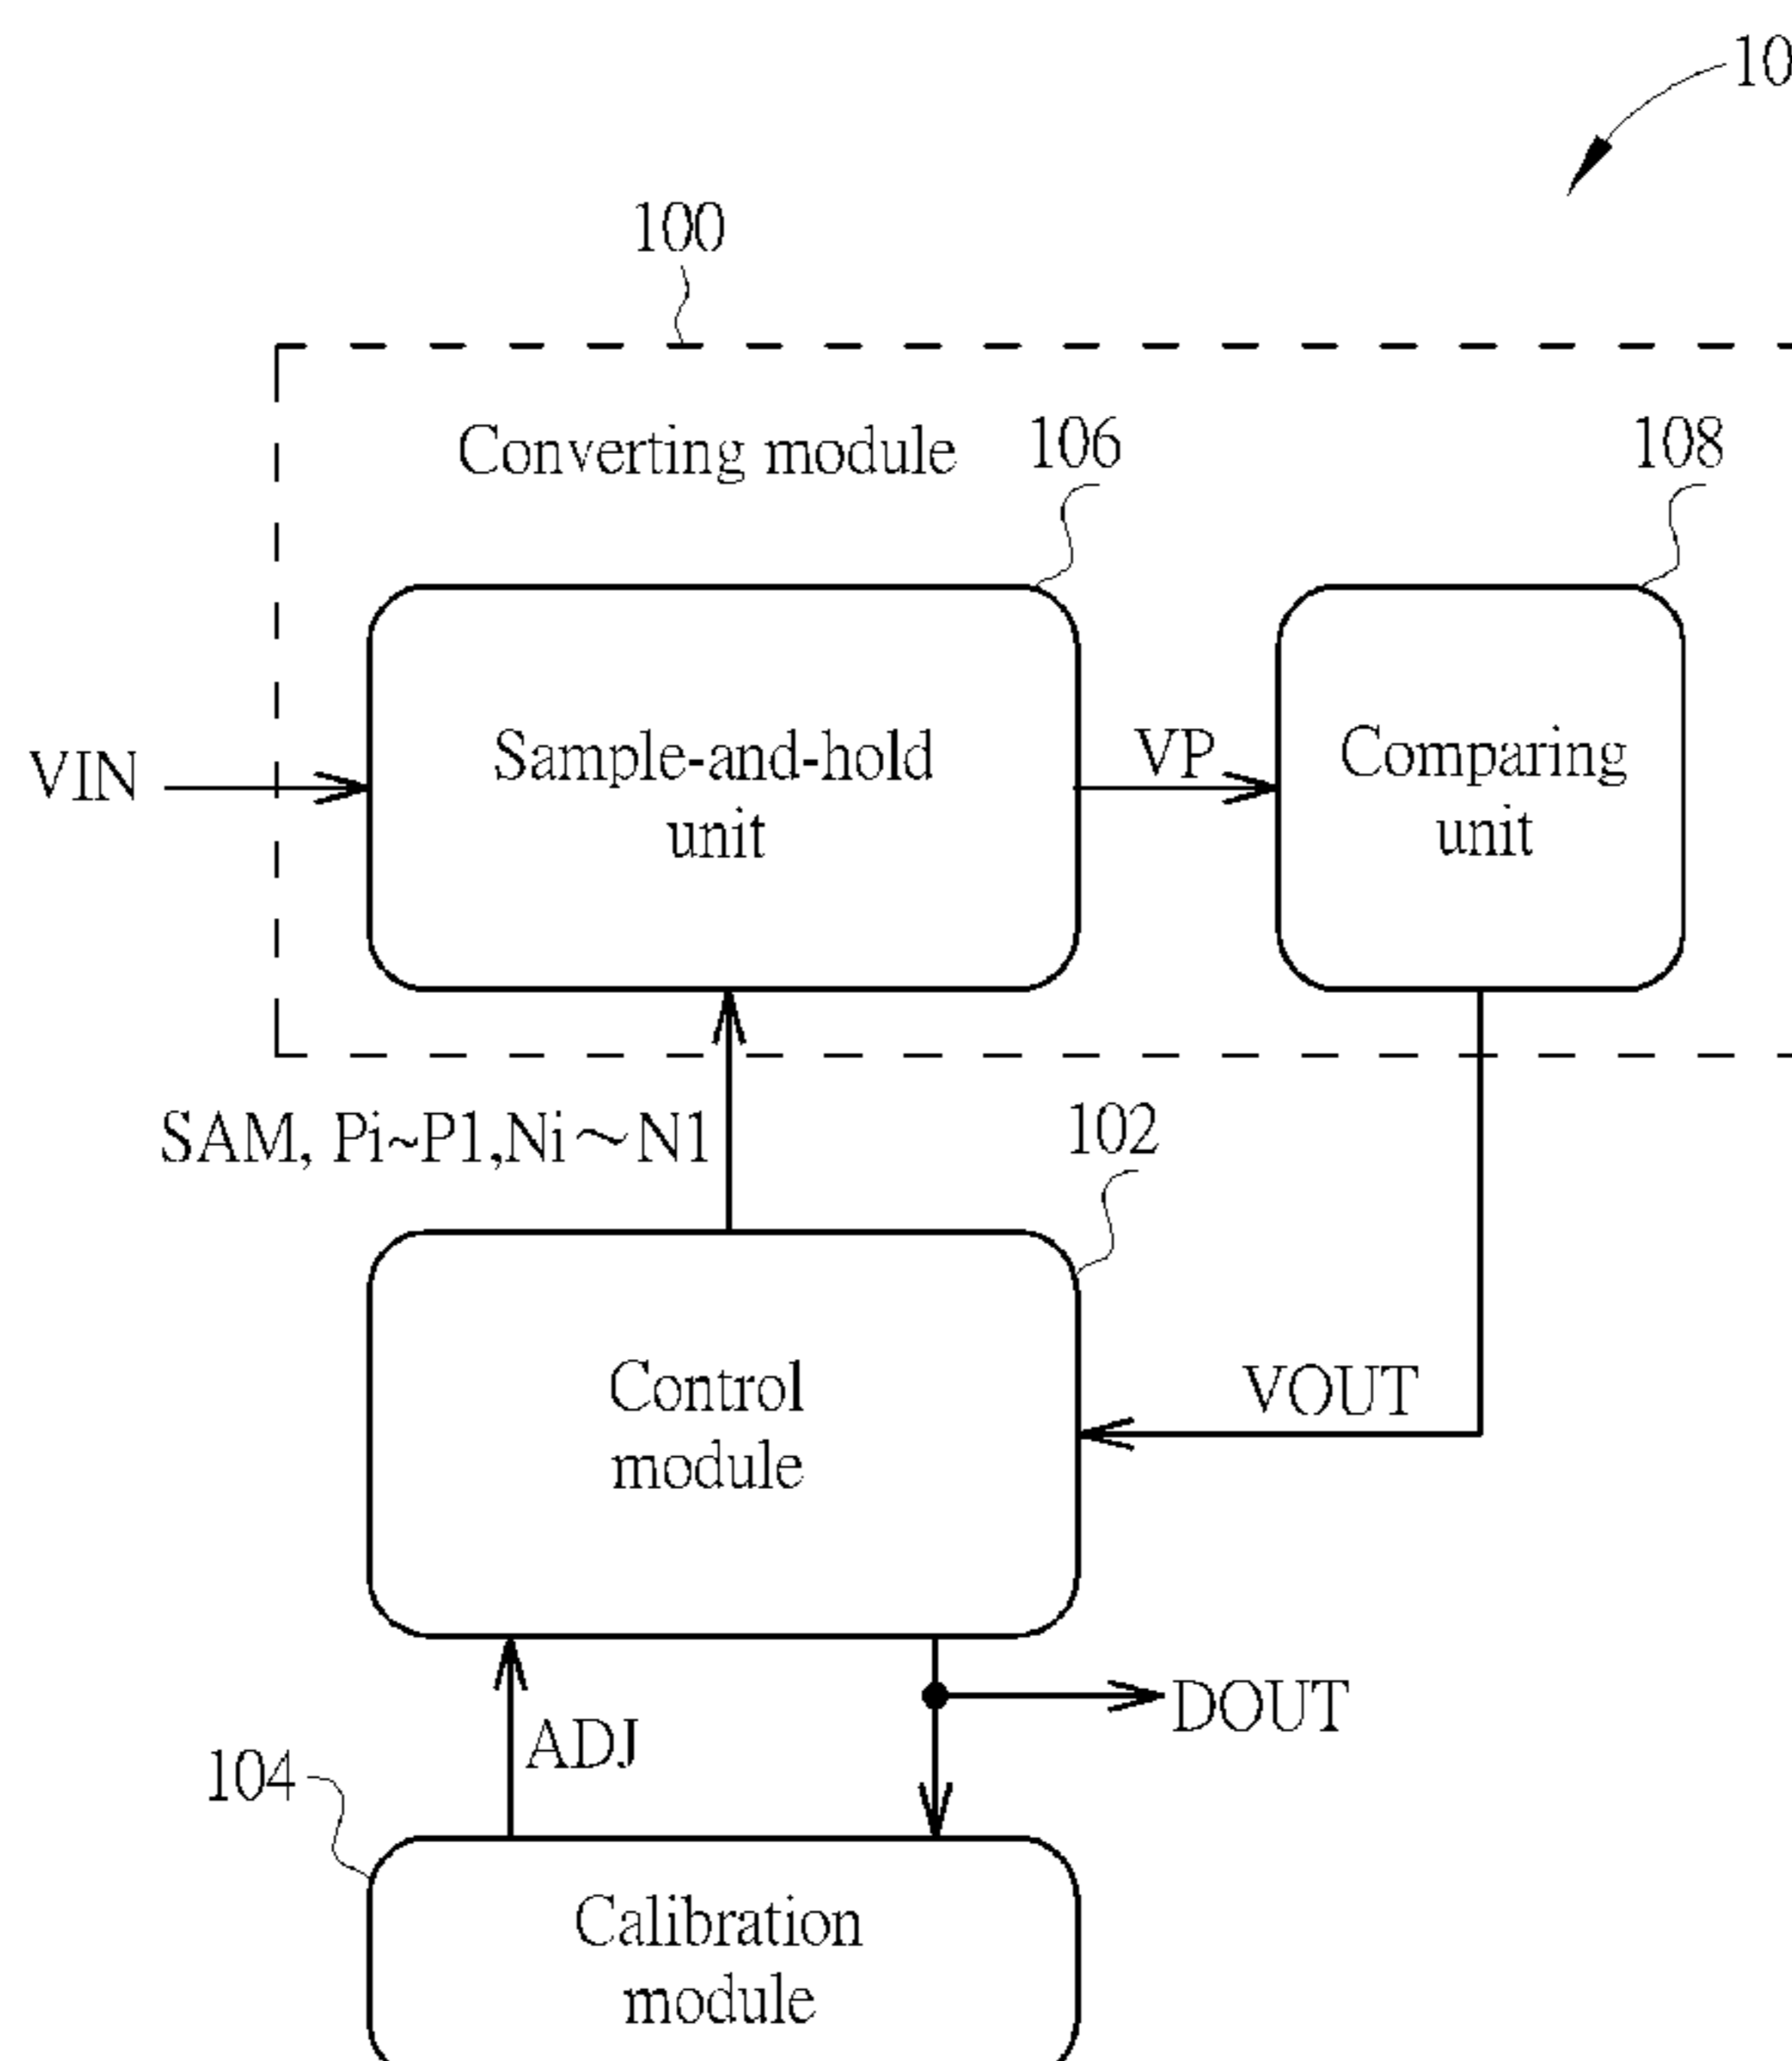 10
100
Converting module
106
108
VIN
Sample-and-hold
unit
VP
Comparing
unit
SAM, Pi~P1,Ni~N1
102
Control
module
VOUT
DOUT
ADJ
104
Calibration
module